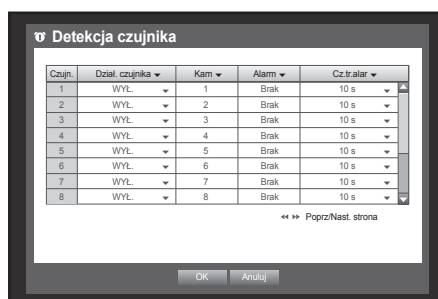 Detekcja czujnika
Czujn. Dział. czujnika Kam Alarm Cz.tr.alar
1 WYŁ. 1 Brak 10 s
2 WYŁ. 2 Brak 10 s
3 WYŁ. 3 Brak 10 s
4 WYŁ. 4 Brak 10 s
5 WYŁ. 5 Brak 10 s
6 WYŁ. 6 Brak 10 s
7 WYŁ. 7 Brak 10 s
8 WYŁ. 8 Brak 10 s
Poprz/Nast. strona
OK Anuluj